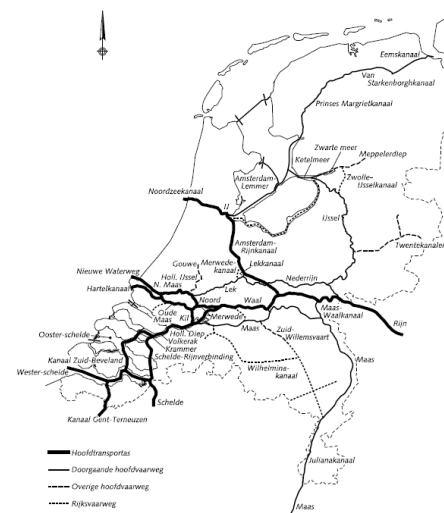 Eemskanaal
Van
Starkenborghkanaal
Prinses Margrietkanaal
Zwarte meer
Ketelmeer
Meppelerdiep
Amsterdam-
Lemmer
Zwolle-
IJsselkanaal
Noordzeekanaal
IJ
IJssel
Amsterdam-
Rijnkanaal
Twentekanalen
Gouwe
Merwede-
kanaal
Lekkanaal
Nieuwe Waterweg
Holl. IJssel
N. Maas
Nederrijn
Hartelkanaal
Lek
Noord
Waal
Oude
Maas
Kil
Merwede
Maas-
Waalkanaal
Rijn
Maas
Zuid-
Willemsvaart
Holl. Diep
Volkerak
Krammer
Schelde-Rijnverbinding
Ooster-schelde
Kanaal Zuid-Beveland
Maas
Wilhelmina-
kanaal
Wester-schelde
Schelde
Kanaal Gent-Terneuzen
Julianakanaal
Maas
Hoofdtransportas
Doorgaande hoofdvaarweg
Overige hoofdvaarweg
Rijksvaarweg